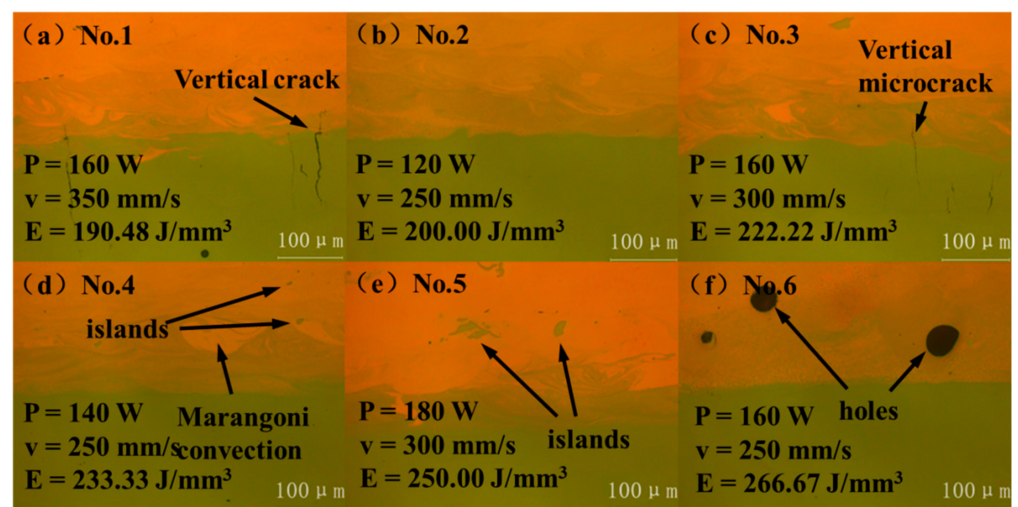 (a) No.1
Vertical crack
P = 160 W
v = 350 mm/s
E = 190.48 J/mm³
100 μm
(b) No.2
P = 120 W
v = 250 mm/s
E = 200.00 J/mm³
100 μm
(c) No.3
Vertical
microcrack
P = 160 W
v = 300 mm/s
E = 222.22 J/mm³
100 μm
(d) No.4
islands
P = 140 W
Marangoni
v = 250 mm/s
convection
E = 233.33 J/mm³
100 μm
(e) No.5
P = 180 W
v = 300 mm/s
islands
E = 250.00 J/mm³
100 μm
(f) No.6
P = 160 W
holes
v = 250 mm/s
E = 266.67 J/mm³
100 μm